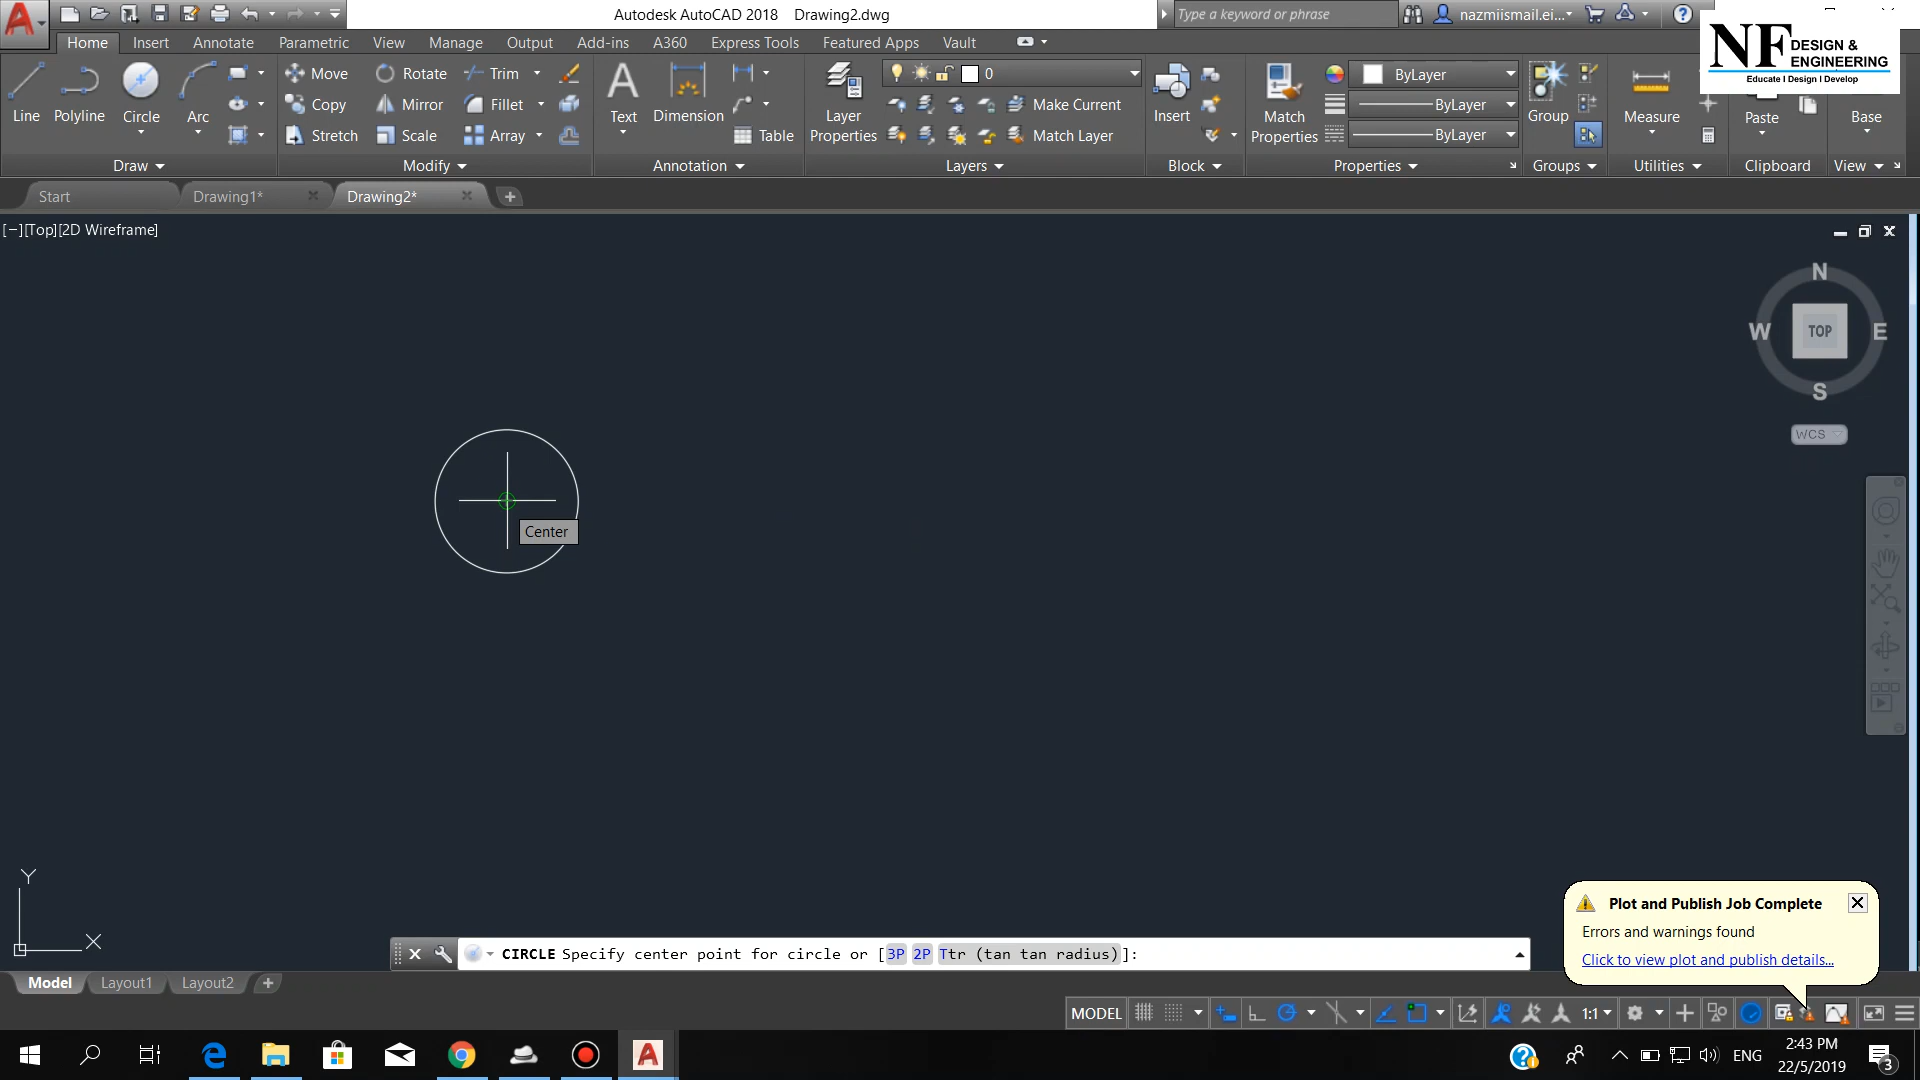 Autodesk AutoCAD 2018 Drawing2.dwg
Type a keyword or phrase
nazmiismail.ei...
Home Insert Annotate Parametric View Manage Output Add-ins A360 Express Tools Featured Apps Vault
NF DESIGN & ENGINEERING
Educate I Design I Develop
Line Polyline Circle Arc
Move Rotate Trim
Copy Mirror Fillet
Stretch Scale Array
Text Dimension Table
Layer Properties
0
Make Current
Match Layer
Insert
Match Properties
ByLayer
ByLayer
ByLayer
Group
Measure
Paste
Base
Draw Modify Annotation Layers Block Properties Groups Utilities Clipboard View
Start Drawing1* Drawing2*
[−][Top][2D Wireframe]
N
W TOP E
S
WCS
Center
Y
X
Plot and Publish Job Complete
Errors and warnings found
Click to view plot and publish details...
CIRCLE Specify center point for circle or [3P 2P Ttr (tan tan radius)]:
Model Layout1 Layout2
MODEL 1:1
ENG
2:43 PM
22/5/2019
3